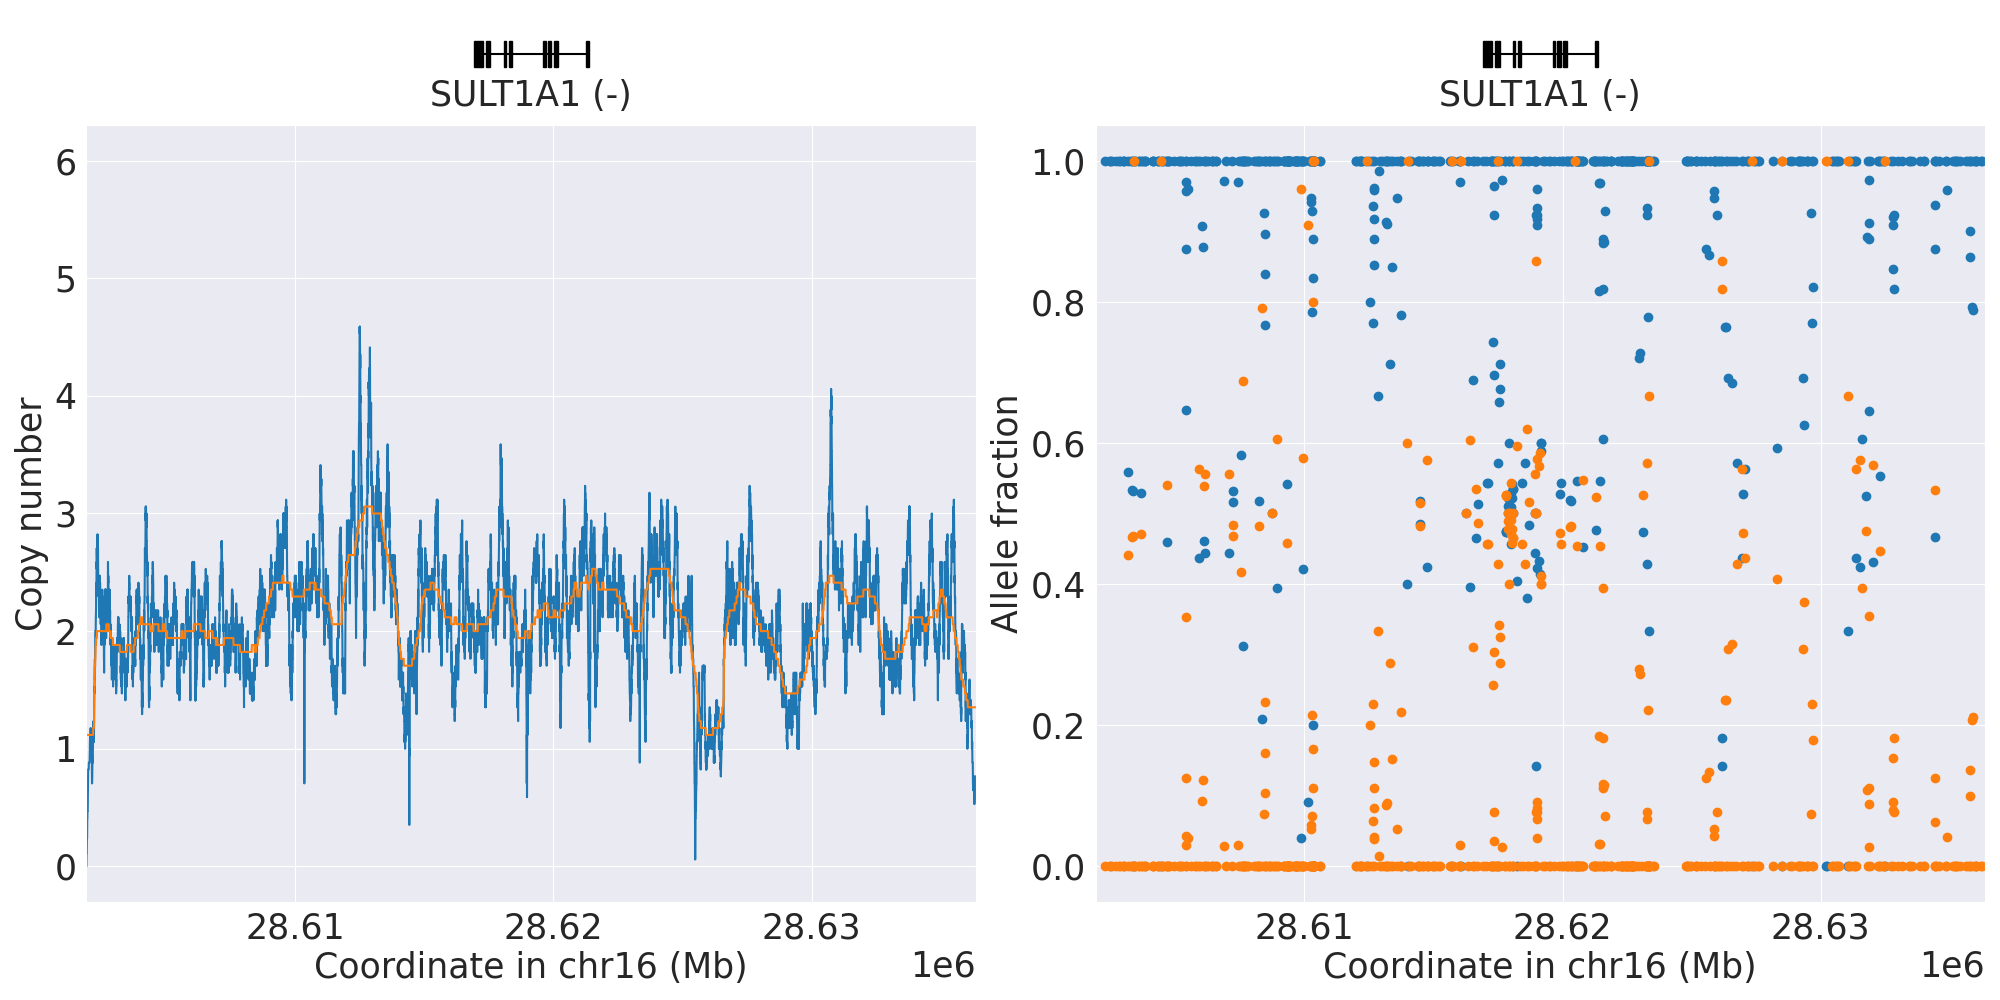 SULT1A1 (-)
Copy number
6
5
4
3
2
1
0
28.61
28.62
28.63
Coordinate in chr16 (Mb)
1e6
SULT1A1 (-)
Allele fraction
1.0
0.8
0.6
0.4
0.2
0.0
28.61
28.62
28.63
Coordinate in chr16 (Mb)
1e6